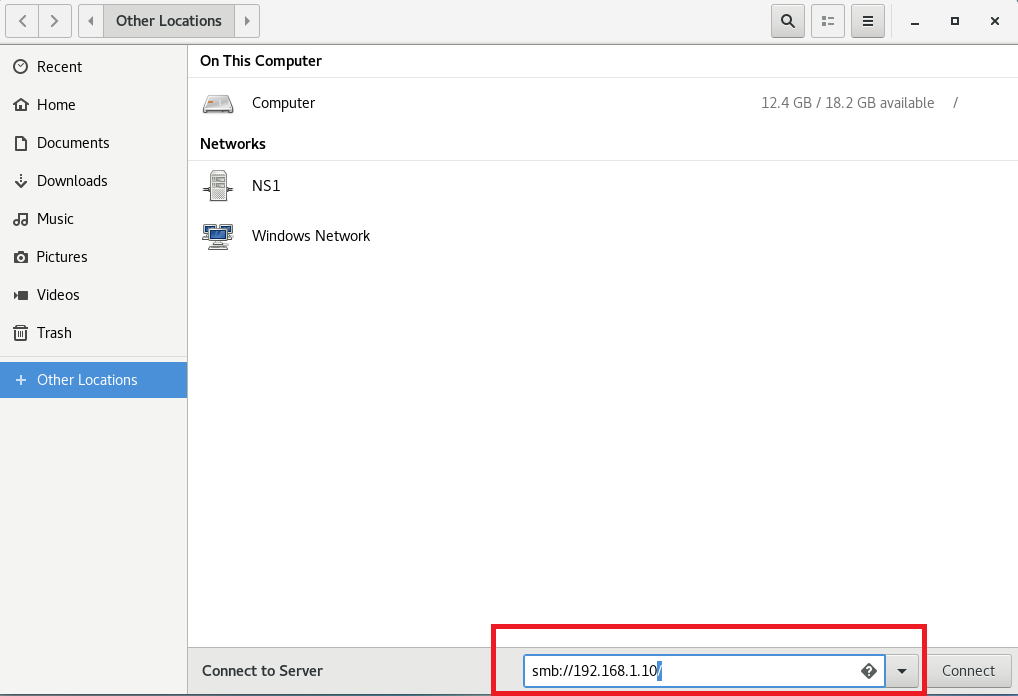 Other Locations
Recent
Home
Documents
Downloads
Music
Pictures
Videos
Trash
Other Locations
On This Computer
Computer 12.4 GB / 18.2 GB available /
Networks
NS1
Windows Network
Connect to Server smb://192.168.1.10/ Connect